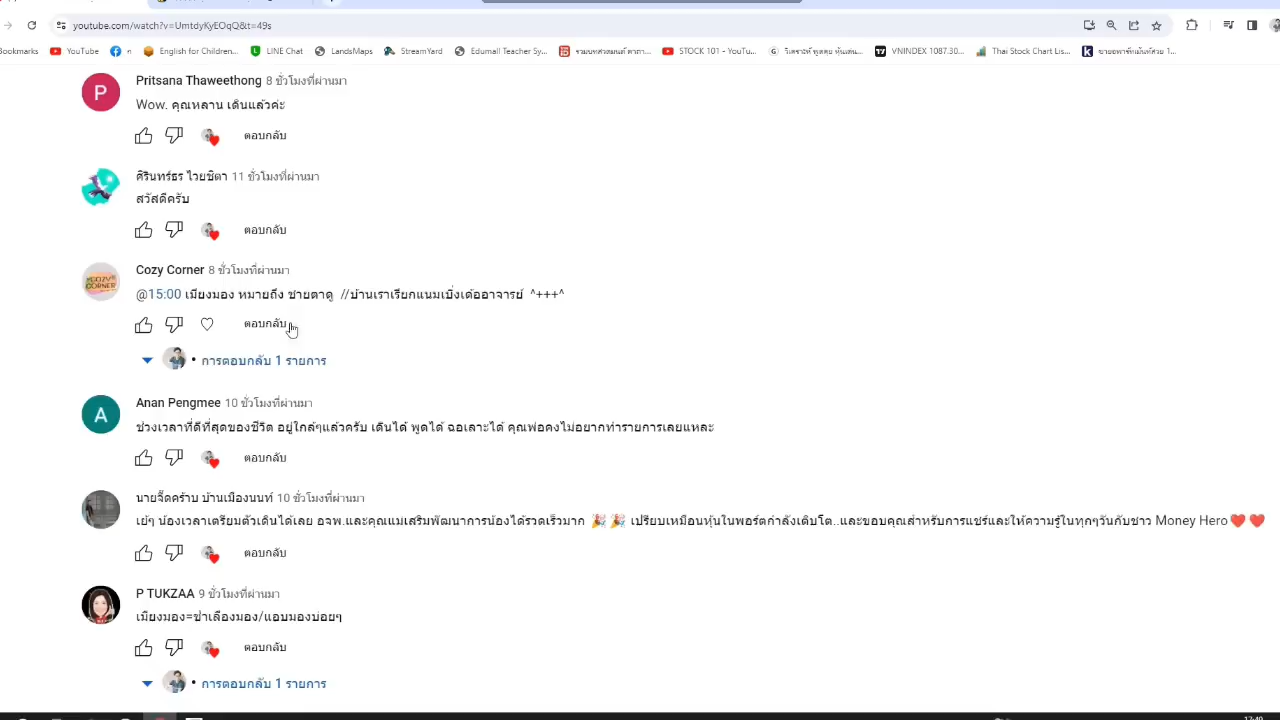 youtube.com/watch?v=UmtdyKyEOqQ&t=49s
Bookmarks YouTube ก English for Children... LINE Chat LandsMaps StreamYard Edumall Teacher Sy... STOCK 101 - YouTu... VNINDEX 1087.30... Thai Stock Chart Lis...
Pritsana Thaweethong 8 ชั่วโมงที่ผ่านมา
Wow. คุณหลาน เดินแล้วค่ะ
ตอบกลับ
ศิรินทร์ธร ไวยชิตา 11 ชั่วโมงที่ผ่านมา
สวัสดีครับ
ตอบกลับ
Cozy Corner 8 ชั่วโมงที่ผ่านมา
@15:00 เมียงมอง หมายถึง ชายตาดู //บ้านเราเรียกแนมเบิ่งเด้ออาจารย์ ^+++^
ตอบกลับ
การตอบกลับ 1 รายการ
Anan Pengmee 10 ชั่วโมงที่ผ่านมา
ช่วงเวลาที่ดีที่สุดของชีวิต อยู่ใกล้ๆแล้วครับ เดินได้ พูดได้ ฉอเลาะได้ คุณพ่อคงไม่อยากทำรายการเลยแหละ
ตอบกลับ
นายจี๊ดคร้าบ บ้านเมืองนนท์ 10 ชั่วโมงที่ผ่านมา
เย้ๆ น้องเวลาเตรียมตัวเดินได้เลย อจพ.และคุณแม่เสริมพัฒนาการน้องได้รวดเร็วมาก 🎉🎉 เปรียบเหมือนหุ้นในพอร์ตกำลังเติบโต..และขอบคุณสำหรับการแชร์และให้ความรู้ในทุกๆวันกับข่าว Money Hero❤️❤️
ตอบกลับ
P TUKZAA 9 ชั่วโมงที่ผ่านมา
เมียงมอง=ชำเลืองมอง/แอบมองบ่อยๆ
ตอบกลับ
การตอบกลับ 1 รายการ